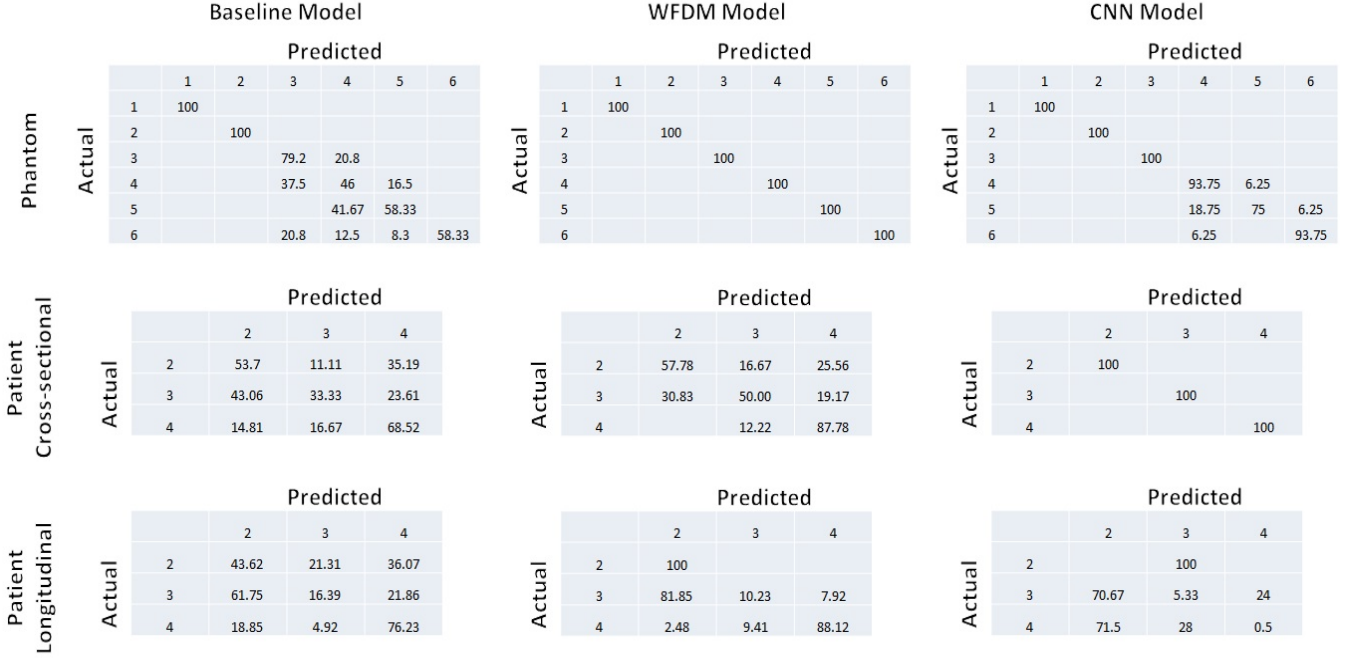 Baseline Model WFDM Model CNN Model
Predicted Predicted Predicted
1 2 3 4 5 6 1 2 3 4 5 6 1 2 3 4 5 6
1 100 1 100 1 100
2 100 2 100 2 100
3 79.2 20.8 3 100 3 100
4 37.5 46 16.5 4 100 4 93.75 6.25
5 41.67 58.33 5 100 5 18.75 75 6.25
6 20.8 12.5 8.3 58.33 6 100 6 6.25 93.75
Phantom
Actual Actual Actual
Predicted Predicted Predicted
2 3 4 2 3 4 2 3 4
2 53.7 11.11 35.19 2 57.78 16.67 25.56 2 100
3 43.06 33.33 23.61 3 30.83 50.00 19.17 3 100
4 14.81 16.67 68.52 4 12.22 87.78 4 100
Patient
Cross-sectional
Actual Actual Actual
Predicted Predicted Predicted
2 3 4 2 3 4 2 3 4
2 43.62 21.31 36.07 2 100 2 100
3 61.75 16.39 21.86 3 81.85 10.23 7.92 3 70.67 5.33 24
4 18.85 4.92 76.23 4 2.48 9.41 88.12 4 71.5 28 0.5
Patient
Longitudinal
Actual Actual Actual